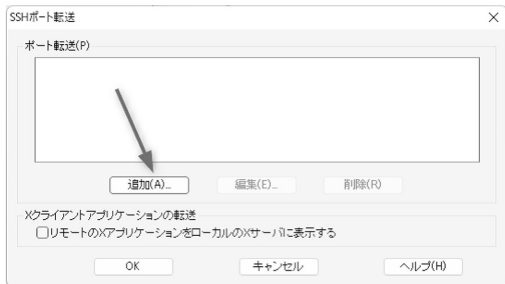 SSHポート転送
ポート転送(P)
追加(A)...
編集(E)...
削除(R)
Xクライアントアプリケーションの転送
リモートのXアプリケーションをローカルのXサーバに表示する
OK
キャンセル
ヘルプ(H)